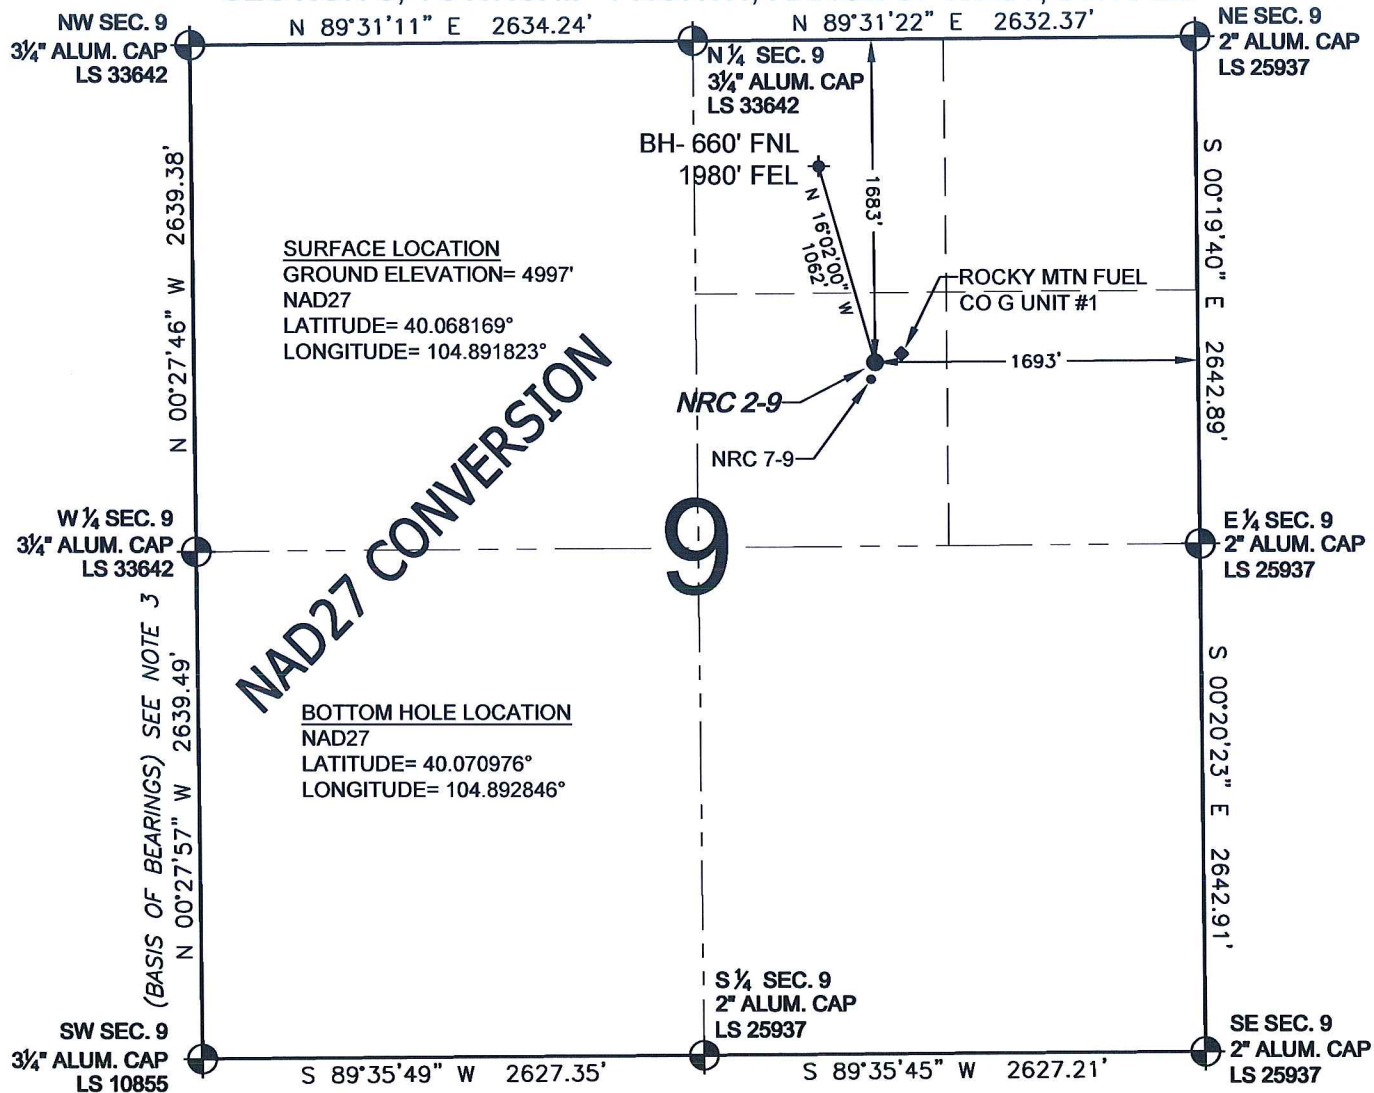 N 89°31'11" E 2634.24'
N 89°31'22" E 2632.37'
NW SEC. 9
3¼" ALUM. CAP
LS 33642
N ¼ SEC. 9
3¼" ALUM. CAP
LS 33642
NE SEC. 9
2" ALUM. CAP
LS 25937
BH- 660' FNL
1980' FEL
N 16°02'00" W
1062'
1683'
ROCKY MTN FUEL
CO G UNIT #1
1693'
NRC 2-9
NRC 7-9
N 00°27'46" W 2639.38'
S 00°19'40" E 2642.89'
SURFACE LOCATION
GROUND ELEVATION= 4997'
NAD27
LATITUDE= 40.068169°
LONGITUDE= 104.891823°
NAD27 CONVERSION
9
W ¼ SEC. 9
3¼" ALUM. CAP
LS 33642
E ¼ SEC. 9
2" ALUM. CAP
LS 25937
(BASIS OF BEARINGS) SEE NOTE 3
N 00°27'57" W 2639.49'
BOTTOM HOLE LOCATION
NAD27
LATITUDE= 40.070976°
LONGITUDE= 104.892846°
S 00°20'23" E 2642.91'
SW SEC. 9
3¼" ALUM. CAP
LS 10855
S ¼ SEC. 9
2" ALUM. CAP
LS 25937
SE SEC. 9
2" ALUM. CAP
LS 25937
S 89°35'49" W 2627.35'
S 89°35'45" W 2627.21'